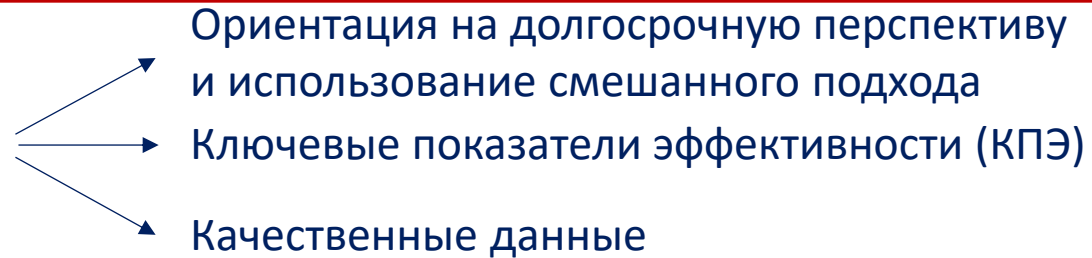 Ориентация на долгосрочную перспективу
и использование смешанного подхода
Ключевые показатели эффективности (КПЭ)
Качественные данные